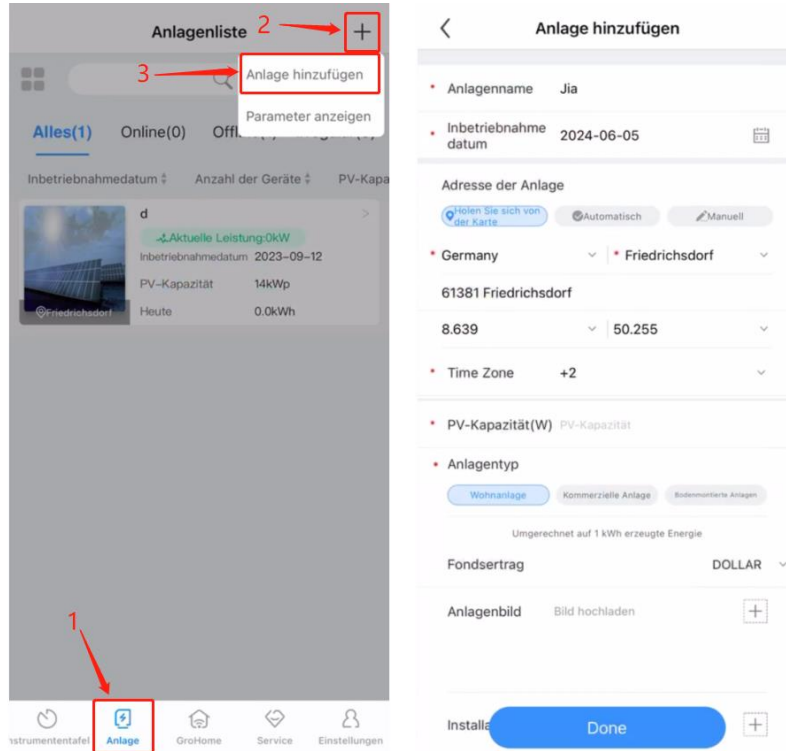 Anlagenliste
2
+
3
Anlage hinzufügen
Parameter anzeigen
Alles(1)
Online(0)
Inbetriebnahmedatum
Anzahl der Geräte
PV-Kapa
d
Aktuelle Leistung:0kW
Inbetriebnahmedatum 2023-09-12
PV-Kapazität 14kWp
Friedrichsdorf
Heute 0.0kWh
1
nstrumententafel
Anlage
GroHome
Service
Einstellungen
Anlage hinzufügen
* Anlagenname Jia
* Inbetriebnahme
datum 2024-06-05
Adresse der Anlage
Holen Sie sich von
der Karte
Automatisch
Manuell
* Germany
* Friedrichsdorf
61381 Friedrichsdorf
8.639
50.255
* Time Zone +2
* PV-Kapazität(W) PV-Kapazität
* Anlagentyp
Wohnanlage
Kommerzielle Anlage
Bodenmontierte Anlagen
Umgerechnet auf 1 kWh erzeugte Energie
Fondsertrag DOLLAR
Anlagenbild Bild hochladen
Installa
Done